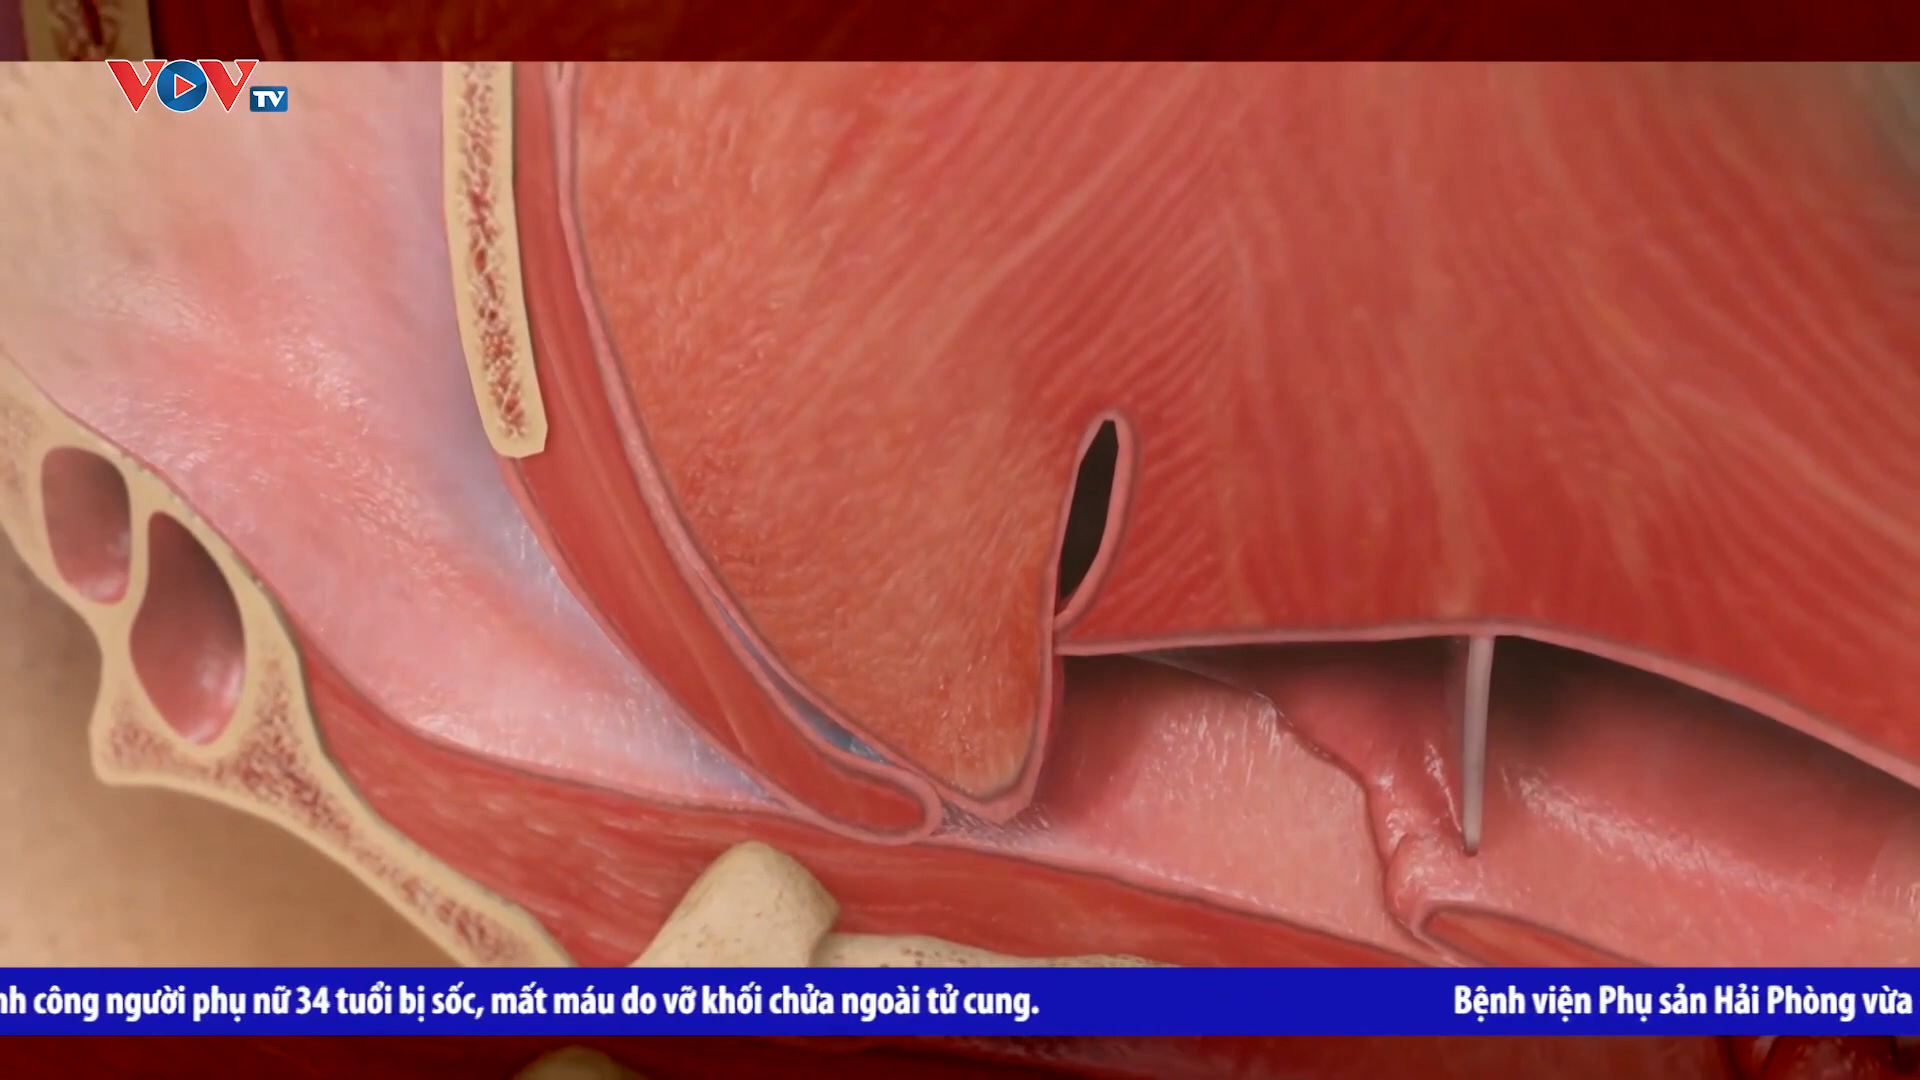 VOV TV
công người phụ nữ 34 tuổi bị sốc, mất máu do vỡ khối chửa ngoài tử cung. Bệnh viện Phụ sản Hải Phòng vừa